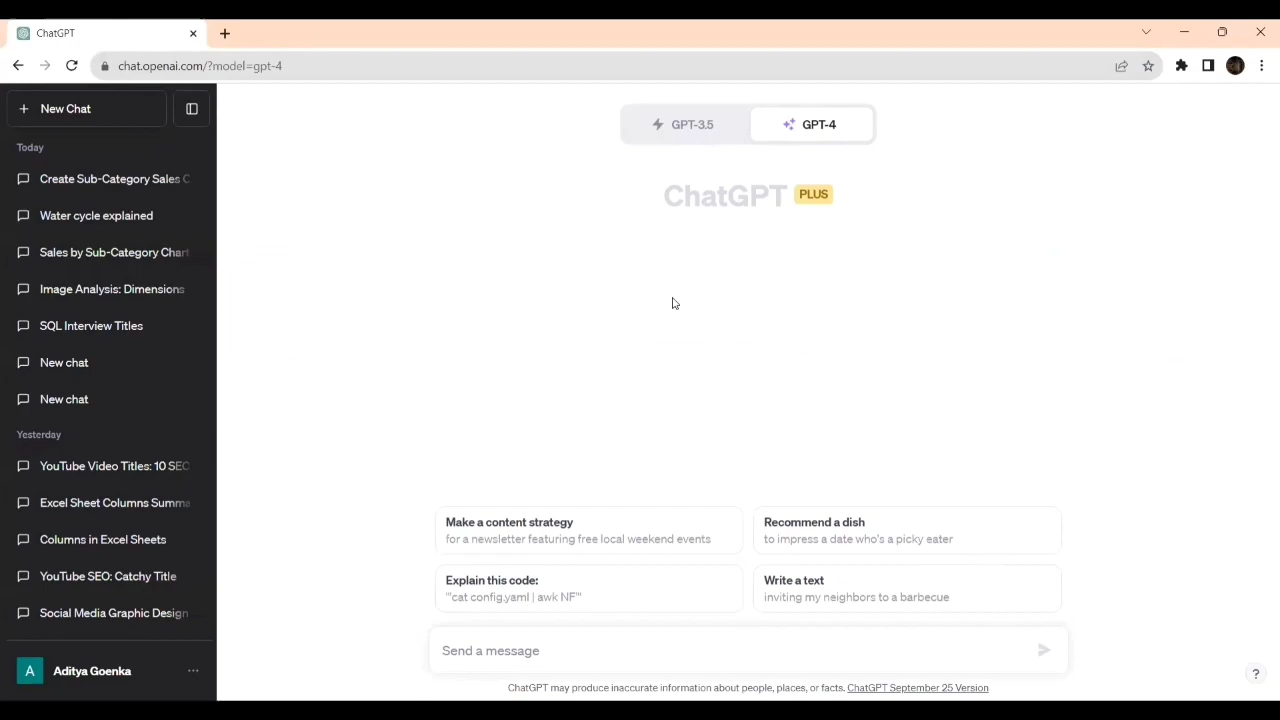 ChatGPT
chat.openai.com/?model=gpt-4
New Chat
Today
Create Sub-Category Sales C
Water cycle explained
Sales by Sub-Category Chart
Image Analysis: Dimensions
SQL Interview Titles
New chat
New chat
Yesterday
YouTube Video Titles: 10 SEO
Excel Sheet Columns Summa
Columns in Excel Sheets
YouTube SEO: Catchy Title
Social Media Graphic Design
A Aditya Goenka
GPT-3.5 GPT-4
ChatGPT PLUS
Make a content strategy
for a newsletter featuring free local weekend events
Recommend a dish
to impress a date who's a picky eater
Explain this code:
"'cat config.yaml | awk NF'"
Write a text
inviting my neighbors to a barbecue
Send a message
ChatGPT may produce inaccurate information about people, places, or facts. ChatGPT September 25 Version
?